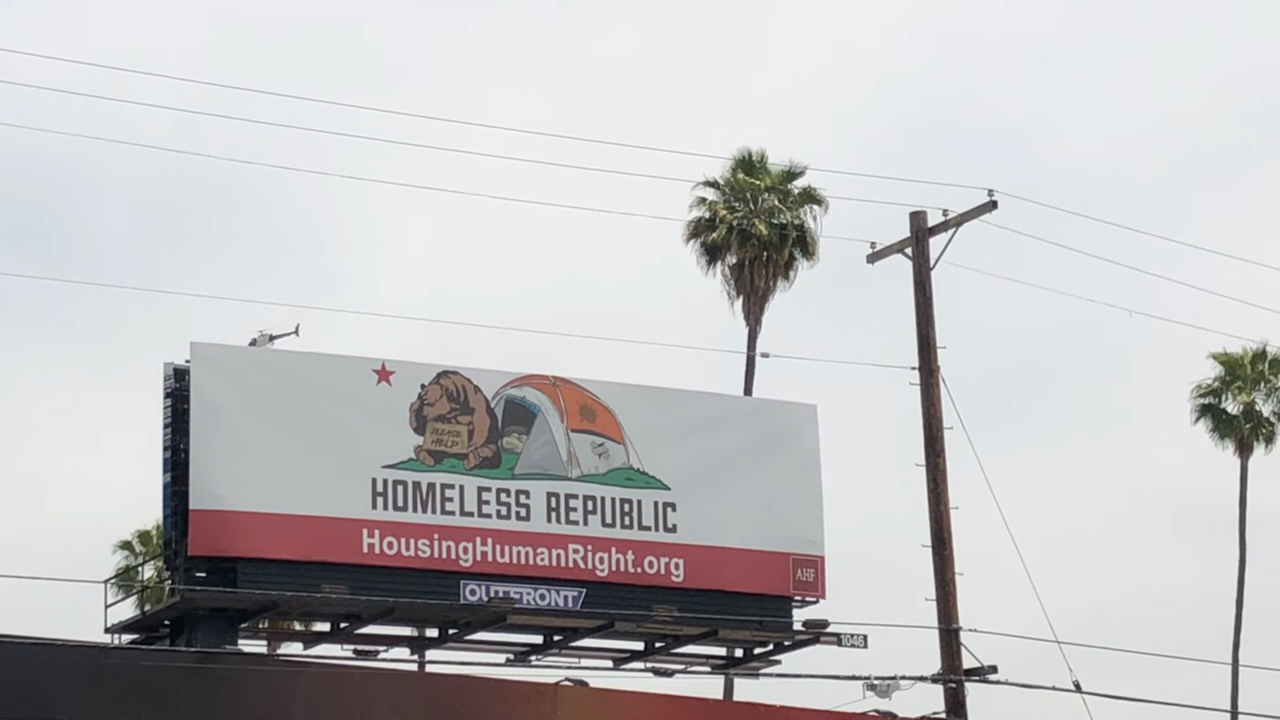 PLEASE
HELP
HOMELESS REPUBLIC
HousingHumanRight.org
AHF
OUTFRONT
1046